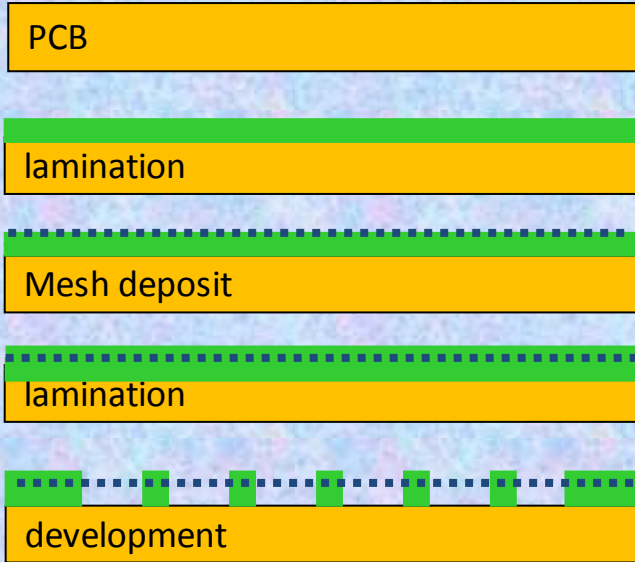 PCB
lamination
Mesh deposit
lamination
development